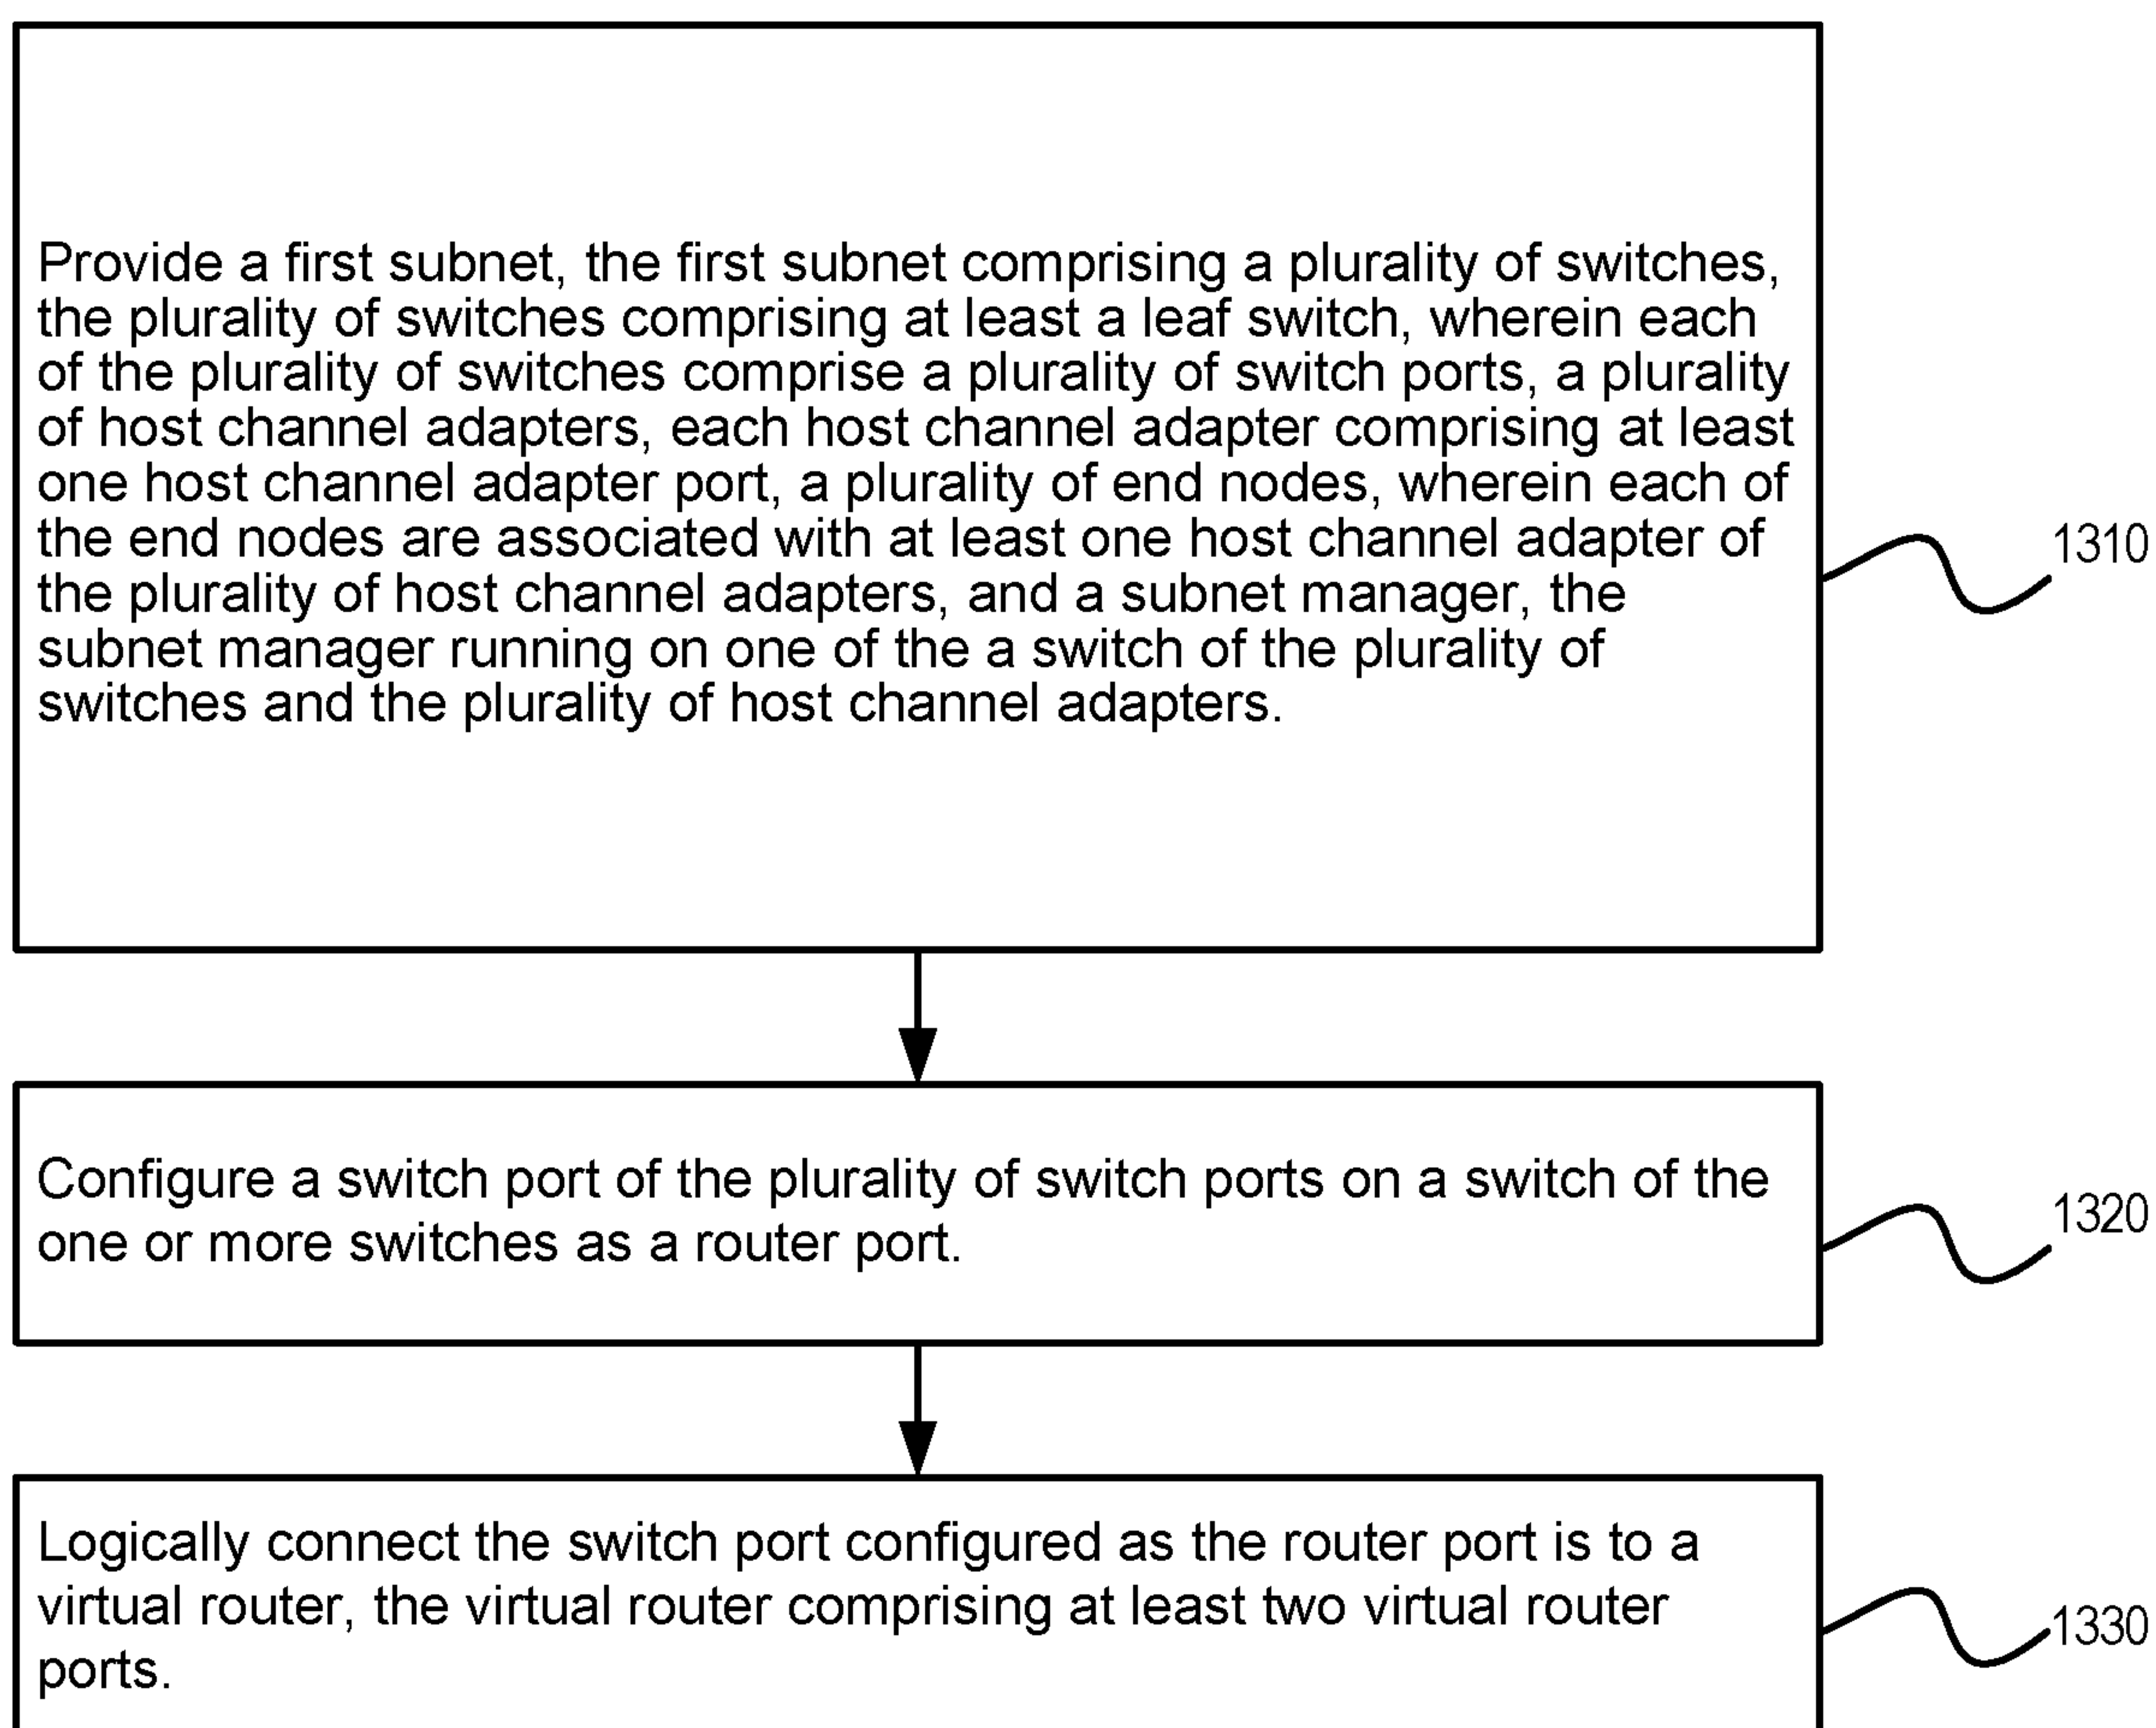 Provide a first subnet, the first subnet comprising a plurality of switches,
the plurality of switches comprising at least a leaf switch, wherein each
of the plurality of switches comprise a plurality of switch ports, a plurality
of host channel adapters, each host channel adapter comprising at least
one host channel adapter port, a plurality of end nodes, wherein each of
the end nodes are associated with at least one host channel adapter of
the plurality of host channel adapters, and a subnet manager, the
subnet manager running on one of the a switch of the plurality of
switches and the plurality of host channel adapters.
1310
Configure a switch port of the plurality of switch ports on a switch of the
one or more switches as a router port.
1320
Logically connect the switch port configured as the router port is to a
virtual router, the virtual router comprising at least two virtual router
ports.
1330